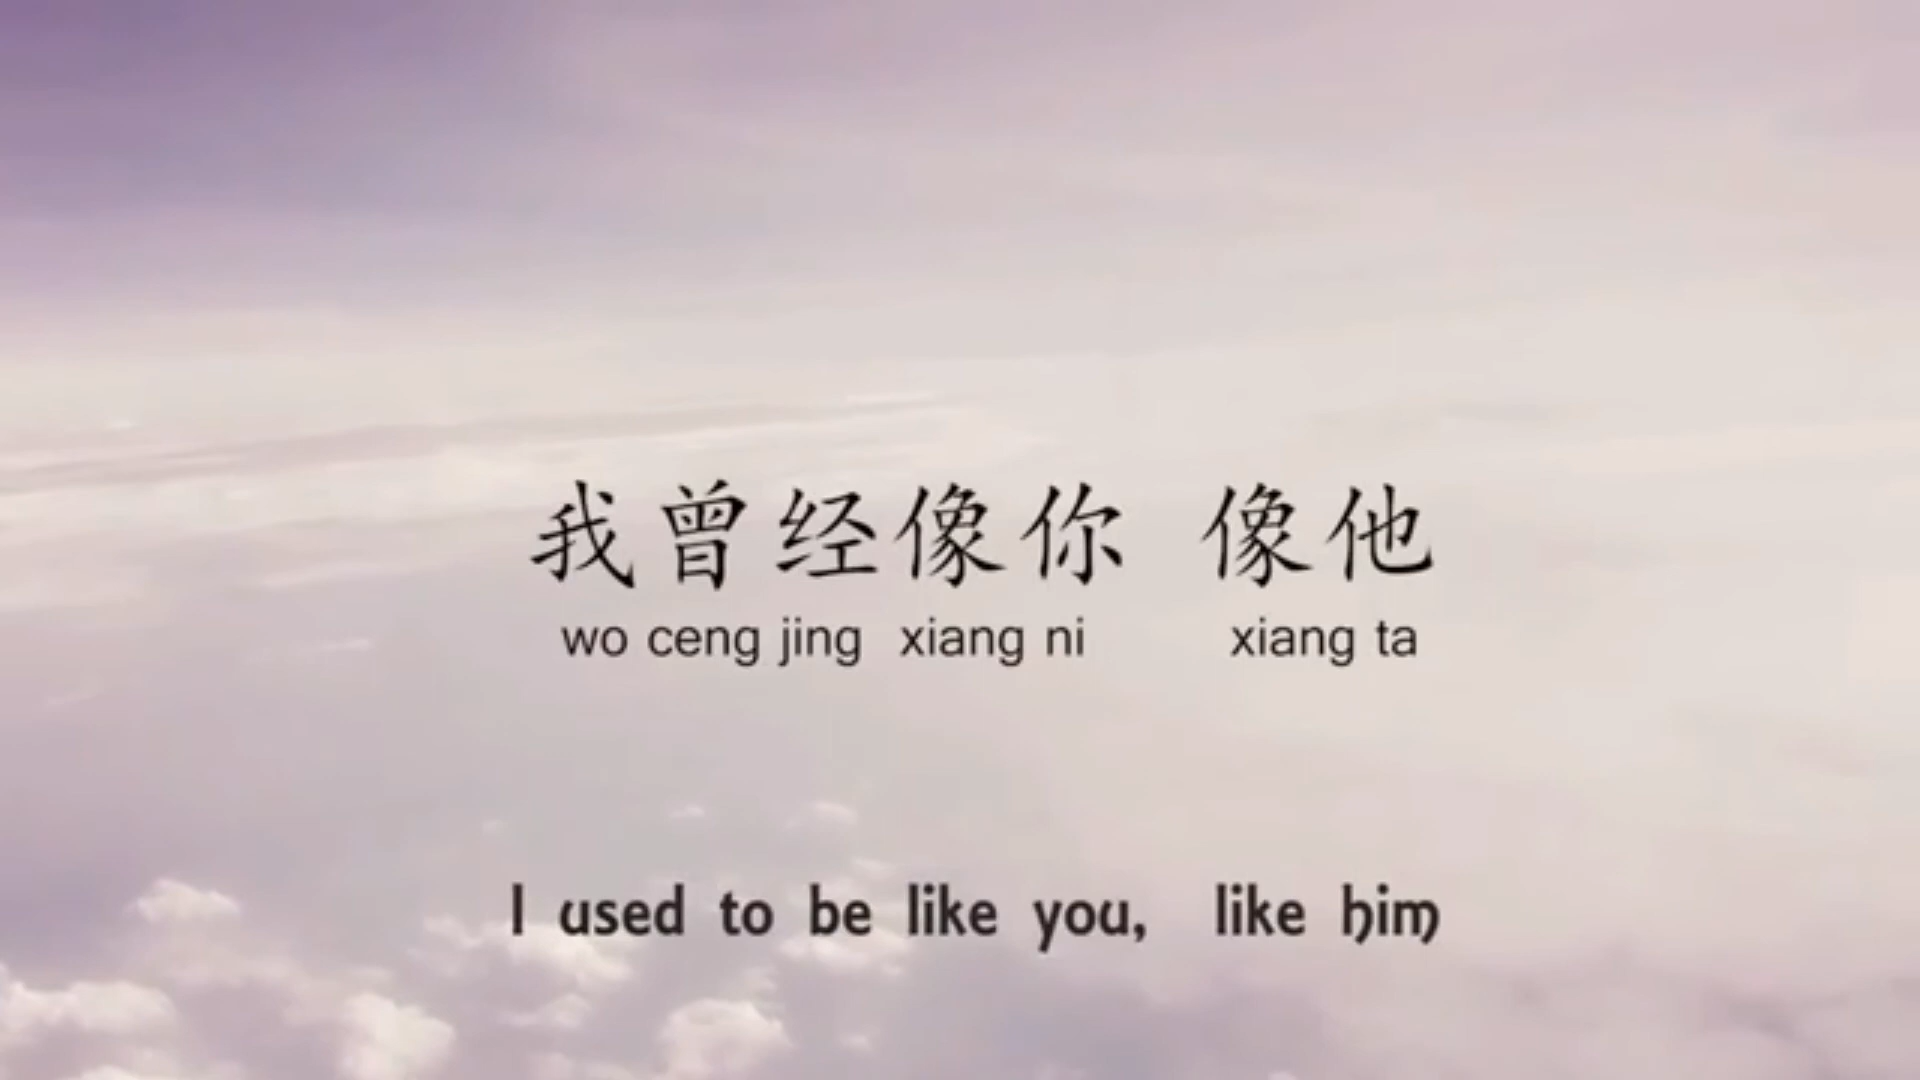 我曾经像你 像他
wo ceng jing xiang ni xiang ta
I used to be like you, like him